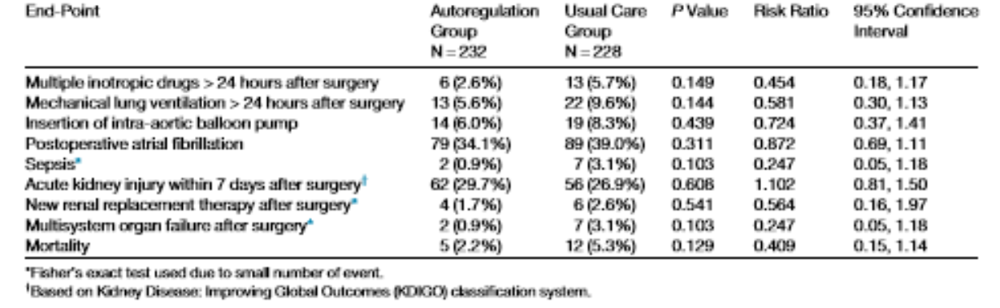 End-Point Autoregulation Usual Care P Value Risk Ratio 95% Confidence
Group Group Interval
N = 232 N = 228
Multiple inotropic drugs > 24 hours after surgery 6 (2.6%) 13 (5.7%) 0.149 0.454 0.18, 1.17
Mechanical lung ventilation > 24 hours after surgery 13 (5.6%) 22 (9.6%) 0.144 0.581 0.30, 1.13
Insertion of intra-aortic balloon pump 14 (6.0%) 19 (8.3%) 0.439 0.724 0.37, 1.41
Postoperative atrial fibrillation 79 (34.1%) 89 (39.0%) 0.311 0.872 0.69, 1.11
Sepsis* 2 (0.9%) 7 (3.1%) 0.103 0.247 0.05, 1.18
Acute kidney injury within 7 days after surgery† 62 (29.7%) 56 (26.9%) 0.608 1.102 0.81, 1.50
New renal replacement therapy after surgery* 4 (1.7%) 6 (2.6%) 0.541 0.564 0.16, 1.97
Multisystem organ failure after surgery* 2 (0.9%) 7 (3.1%) 0.103 0.247 0.05, 1.18
Mortality 5 (2.2%) 12 (5.3%) 0.129 0.409 0.15, 1.14
*Fisher's exact test used due to small number of event.
†Based on Kidney Disease: Improving Global Outcomes (KDIGO) classification system.